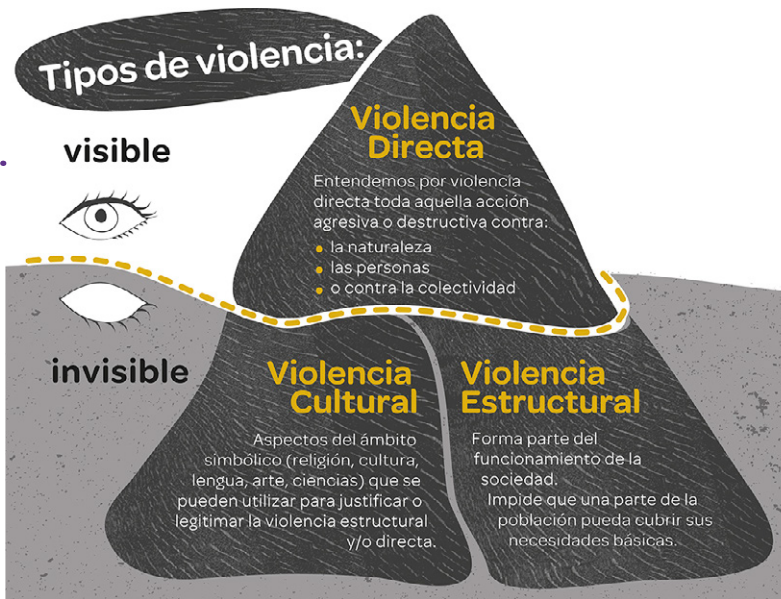 Tipos de violencia:
visible
Violencia
Directa
Entendemos por violencia
directa toda aquella acción
agresiva o destructiva contra:
• la naturaleza
• las personas
• o contra la colectividad
invisible
Violencia
Cultural
Aspectos del ámbito
simbólico (religión, cultura,
lengua, arte, ciencias) que se
pueden utilizar para justificar o
legitimar la violencia estructural
y/o directa.
Violencia
Estructural
Forma parte del
funcionamiento de la
sociedad.
Impide que una parte de la
población pueda cubrir sus
necesidades básicas.